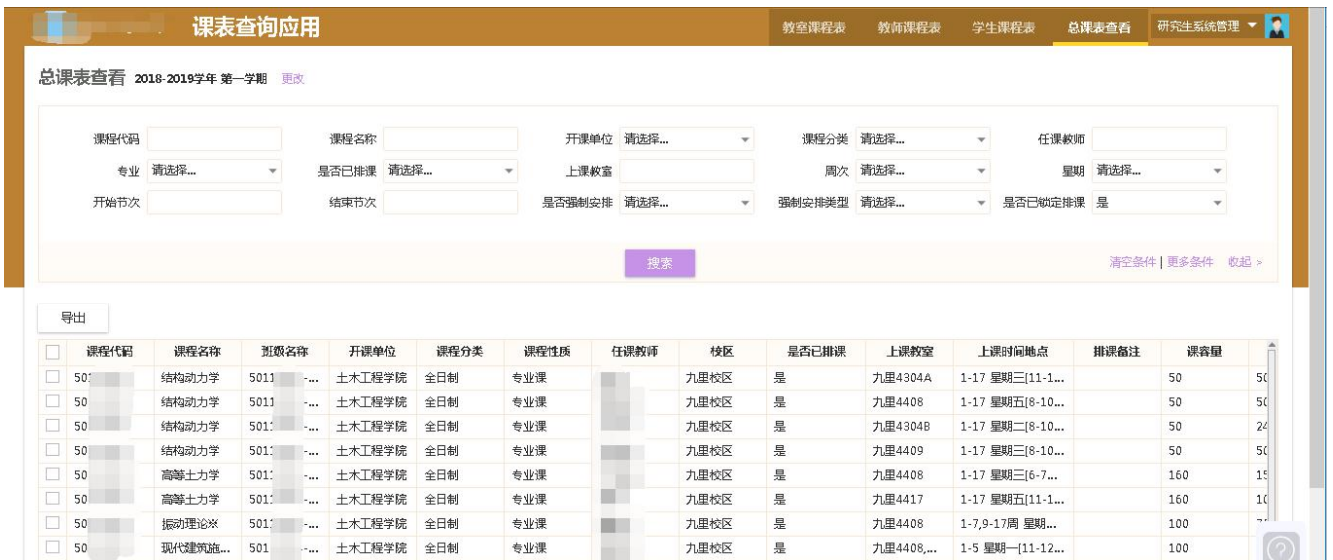 课表查询应用 教室课程表 教师课程表 学生课程表 总课表查看 研究生系统管理
总课表查看 2018-2019学年 第一学期 更改
课程代码 课程名称 开课单位 请选择... 课程分类 请选择... 任课教师
专业 请选择... 是否已排课 请选择... 上课教室 周次 请选择... 星期 请选择...
开始节次 结束节次 是否强制安排 请选择... 强制安排类型 请选择... 是否已锁定排课 是
搜索 清空条件 | 更多条件 收起 »
导出
课程代码 课程名称 班级名称 开课单位 课程分类 课程性质 任课教师 校区 是否已排课 上课教室 上课时间地点 排课备注 课容量
结构动力学 土木工程学院 全日制 专业课 九里校区 是 九里4304A 1-17 星期三[11-1... 50
50 结构动力学 5011 -... 土木工程学院 全日制 专业课 九里校区 是 九里4408 1-17 星期五[8-10... 50
50 结构动力学 土木工程学院 全日制 专业课 九里校区 是 九里4304B 1-17 星期二[8-10... 50
50 结构动力学 土木工程学院 全日制 专业课 九里校区 是 九里4409 1-17 星期三[8-10... 50
50 高等土力学 5011 -... 土木工程学院 全日制 专业课 九里校区 是 九里4408 1-17 星期三[6-7... 160
50 高等土力学 5011 -... 土木工程学院 全日制 专业课 九里校区 是 九里4417 1-17 星期五[11-1... 160
50 振动理论※ 土木工程学院 全日制 专业课 九里校区 是 九里4408 1-7,9-17周 星期... 100
50 现代建筑施... 501 -... 土木工程学院 全日制 专业课 九里校区 是 九里4408,... 1-5 星期一[11-12... 100